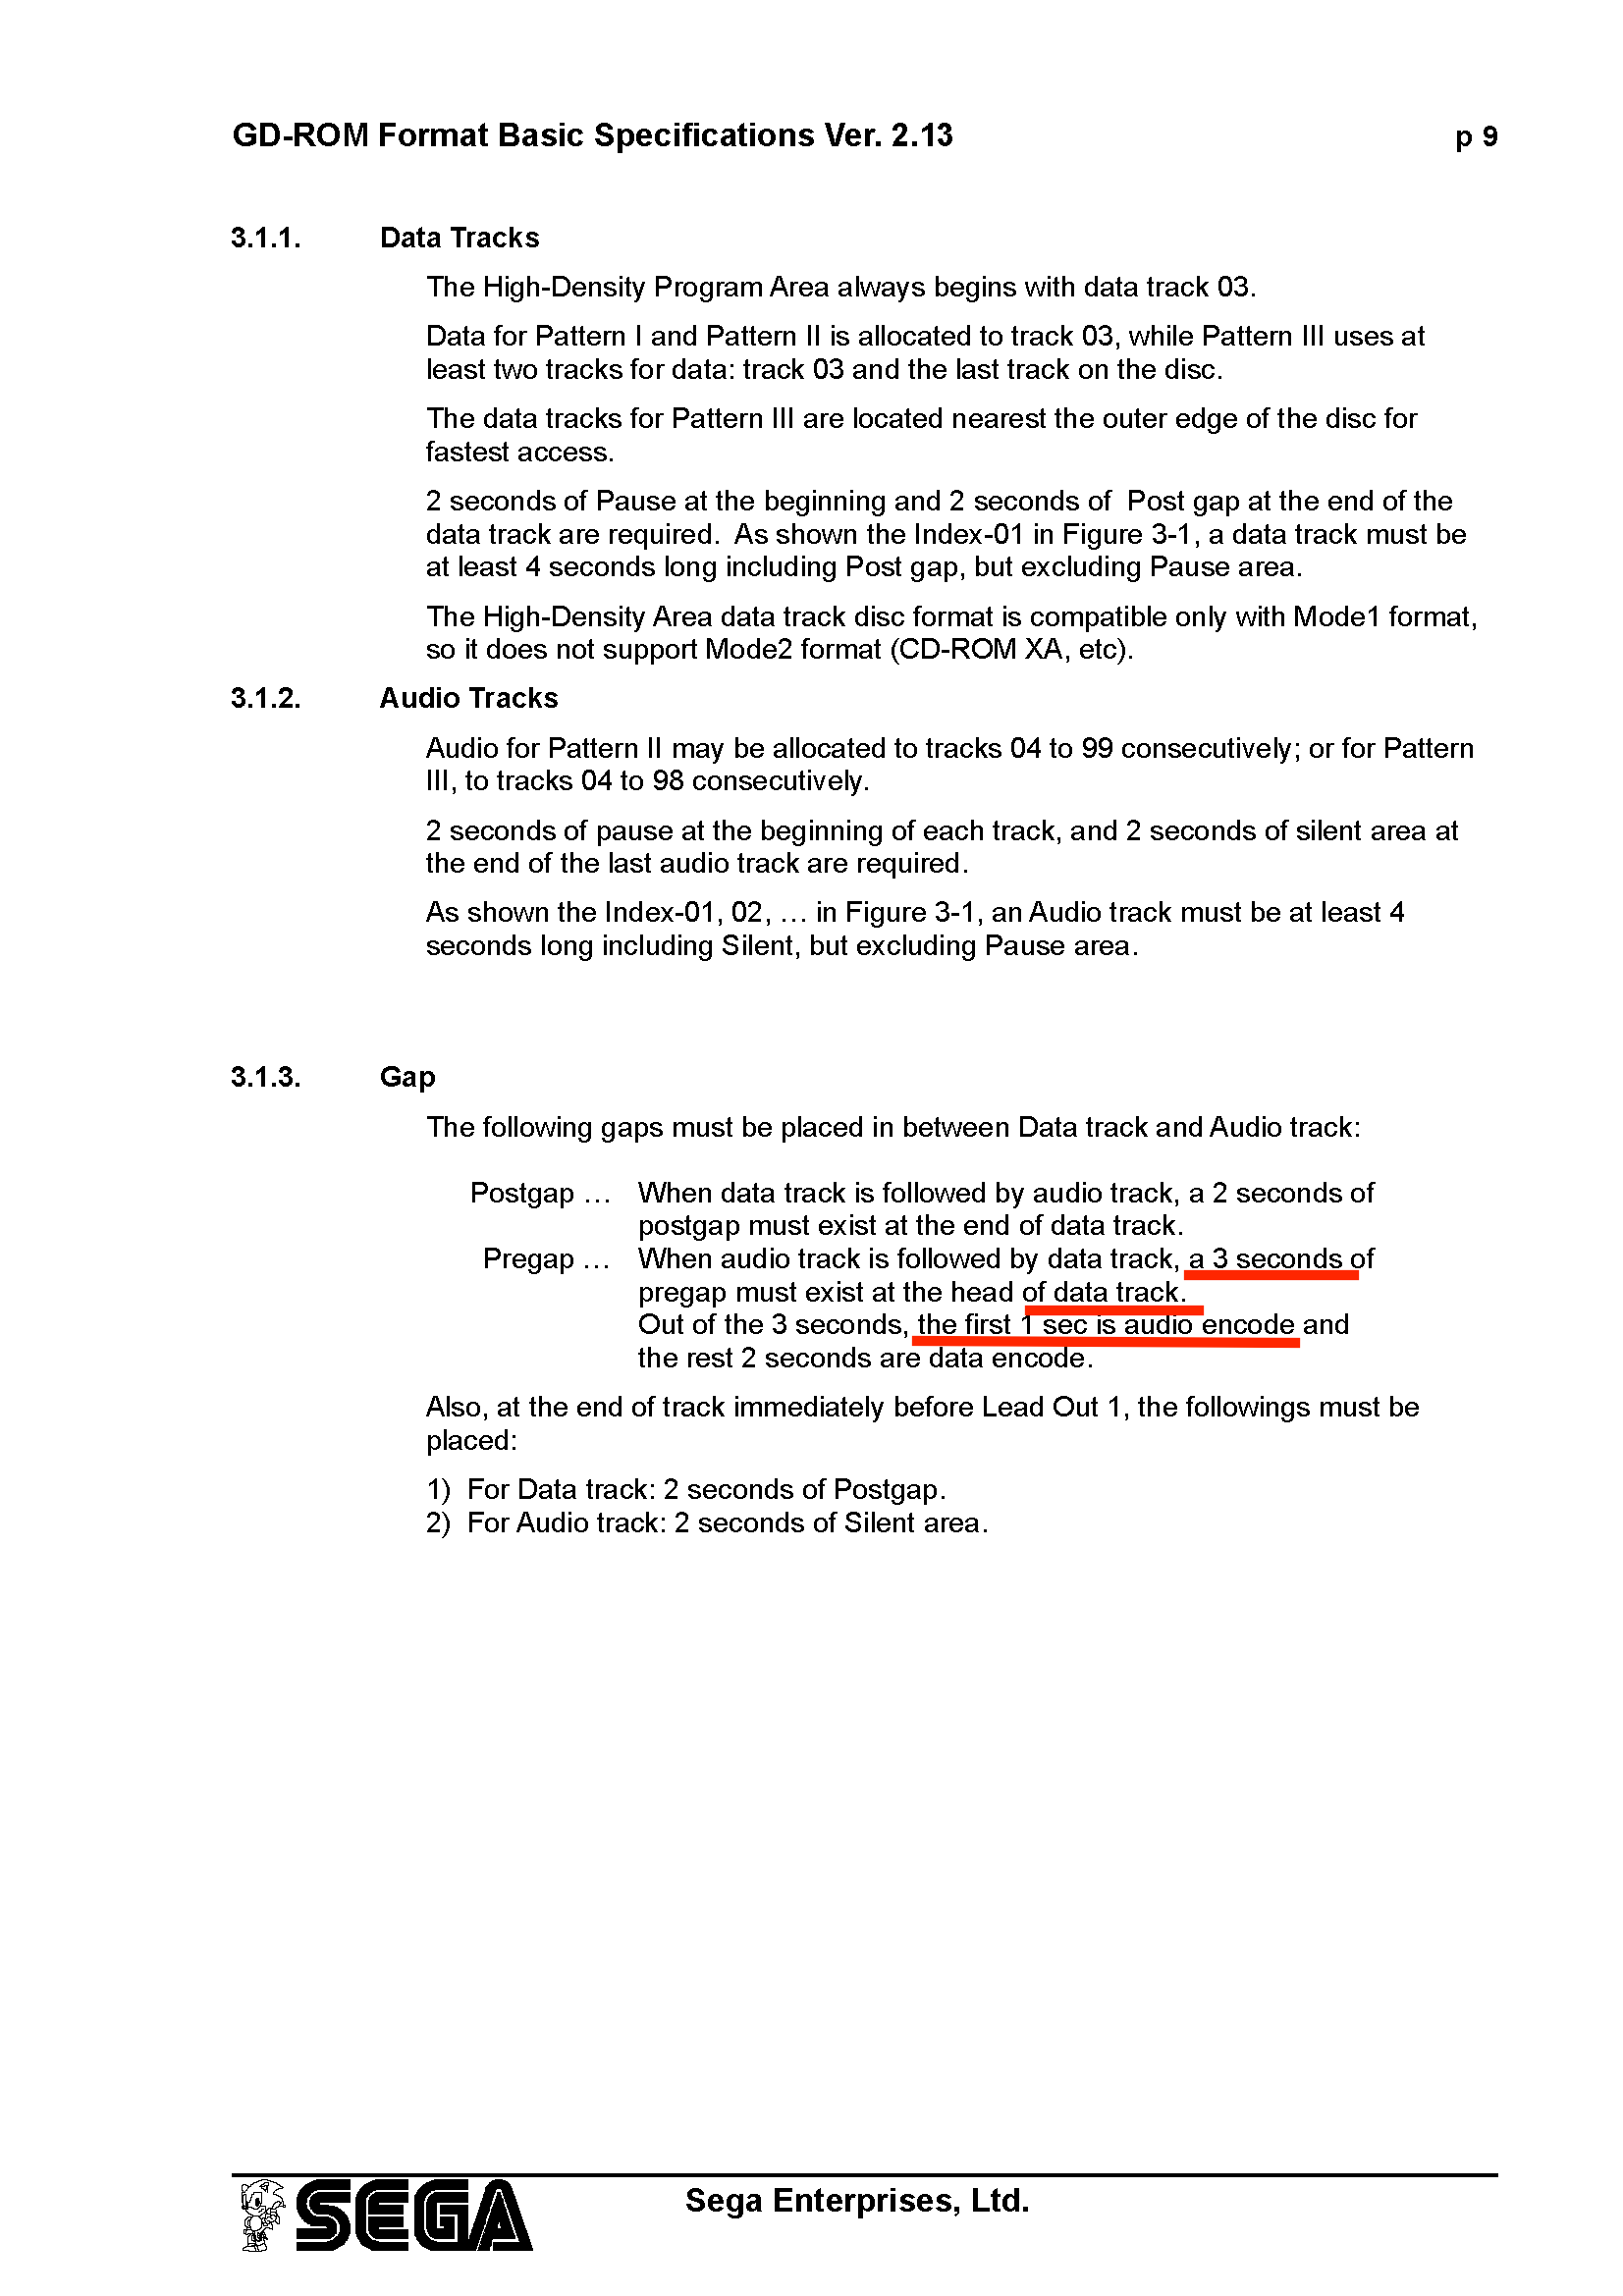 GD-ROM Format Basic Specifications Ver. 2.13 p 9
3.1.1. Data Tracks
The High-Density Program Area always begins with data track 03.
Data for Pattern I and Pattern II is allocated to track 03, while Pattern III uses at
least two tracks for data: track 03 and the last track on the disc.
The data tracks for Pattern III are located nearest the outer edge of the disc for
fastest access.
2 seconds of Pause at the beginning and 2 seconds of  Post gap at the end of the
data track are required.  As shown the Index-01 in Figure 3-1, a data track must be
at least 4 seconds long including Post gap, but excluding Pause area.
The High-Density Area data track disc format is compatible only with Mode1 format,
so it does not support Mode2 format (CD-ROM XA, etc).
3.1.2. Audio Tracks
Audio for Pattern II may be allocated to tracks 04 to 99 consecutively; or for Pattern
III, to tracks 04 to 98 consecutively.
2 seconds of pause at the beginning of each track, and 2 seconds of silent area at
the end of the last audio track are required.
As shown the Index-01, 02, … in Figure 3-1, an Audio track must be at least 4
seconds long including Silent, but excluding Pause area.
3.1.3. Gap
The following gaps must be placed in between Data track and Audio track:
Postgap … When data track is followed by audio track, a 2 seconds of
postgap must exist at the end of data track.
Pregap … When audio track is followed by data track, a 3 seconds of
pregap must exist at the head of data track.
Out of the 3 seconds, the first 1 sec is audio encode and
the rest 2 seconds are data encode.
Also, at the end of track immediately before Lead Out 1, the followings must be
placed:
1) For Data track: 2 seconds of Postgap.
2) For Audio track: 2 seconds of Silent area.
SEGA Sega Enterprises, Ltd.